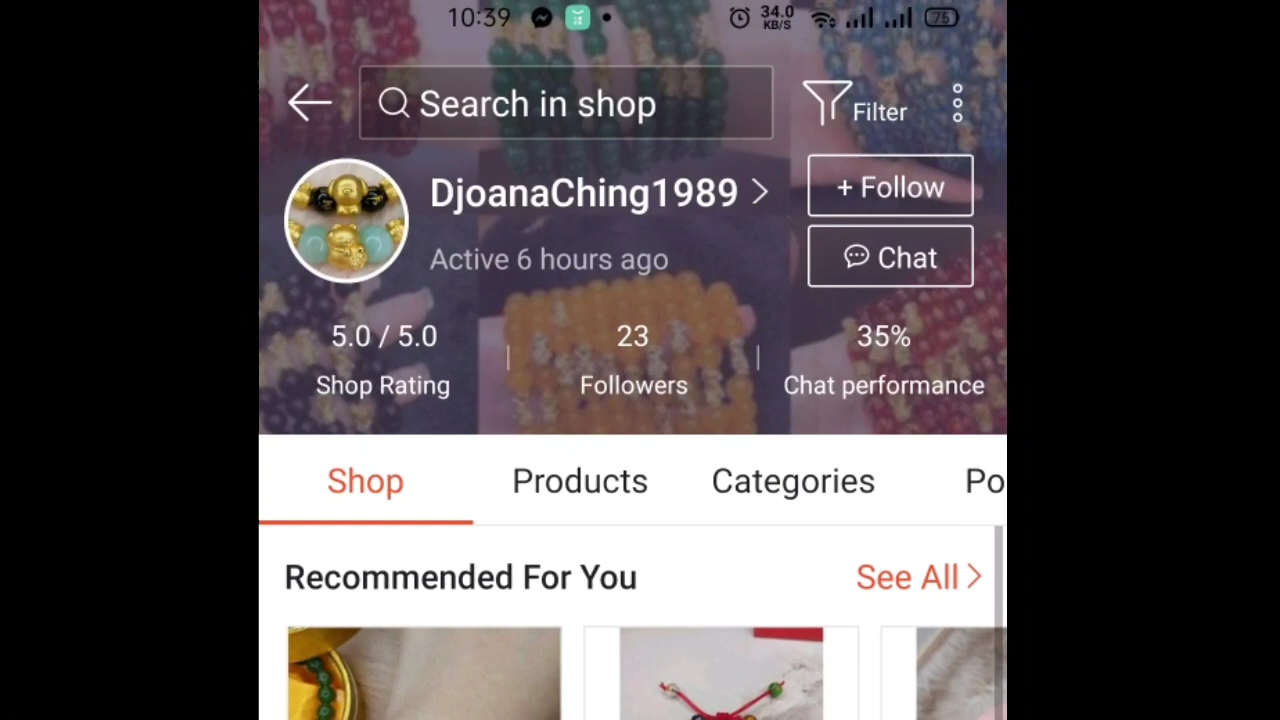 10:39 34.0 KB/S 75
Search in shop
Filter
DjoanaChing1989
+ Follow
Active 6 hours ago
Chat
5.0 / 5.0 23 35%
Shop Rating Followers Chat performance
Shop Products Categories Po
Recommended For You See All